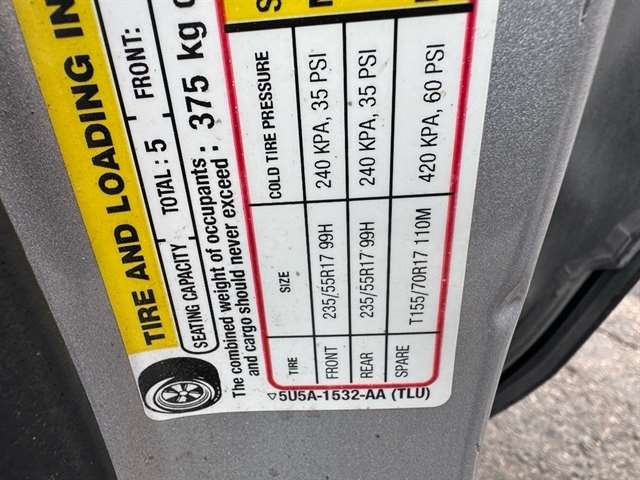 TIRE AND LOADING IN
SEATING CAPACITY TOTAL : 5 FRONT:
The combined weight of occupants : 375 kg
and cargo should never exceed :
TIRE SIZE COLD TIRE PRESSURE
FRONT 235/55R17 99H 240 KPA, 35 PSI
REAR 235/55R17 99H 240 KPA, 35 PSI
SPARE T155/70R17 110M 420 KPA, 60 PSI
5U5A-1532-AA (TLU)